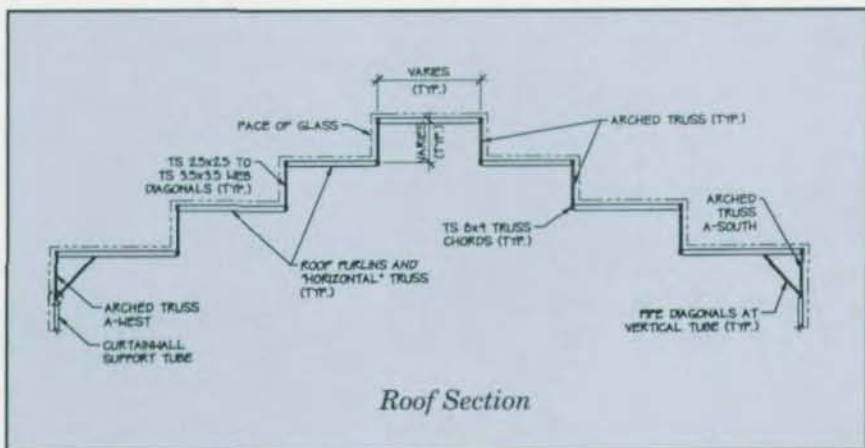 VARIES
(TYP.)
FACE OF GLASS
VARIES
(TYP.)
ARCHED TRUSS (TYP.)
TS 2.5x2.5 TO
TS 3.5x3.5 WEB
DIAGONALS (TYP.)
TS 8x4 TRUSS
CHORDS (TYP.)
ARCHED
TRUSS
A-SOUTH
ROOF PURLINS AND
"HORIZONTAL" TRUSS
(TYP.)
ARCHED TRUSS
A-WEST
CURTAINWALL
SUPPORT TUBE
PIPE DIAGONALS AT
VERTICAL TUBE (TYP.)
Roof Section